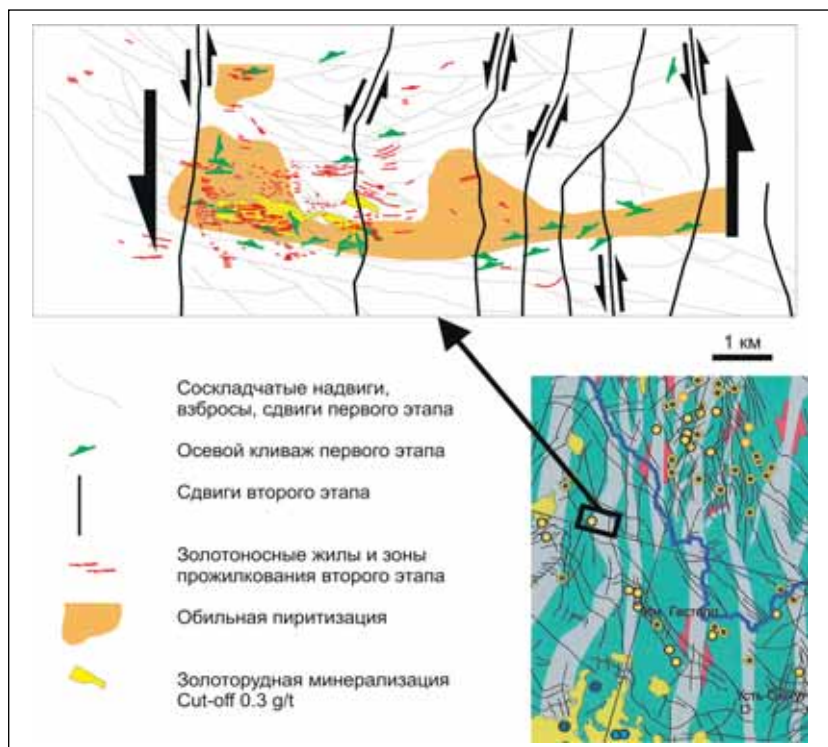 1 км
Соскладчатые надвиги,
взбросы, сдвиги первого этапа
Осевой кливаж первого этапа
Сдвиги второго этапа
Золотоносные жилы и зоны
прожилкования второго этапа
Обильная пиритизация
Золоторудная минерализация
Cut-off 0.3 g/t